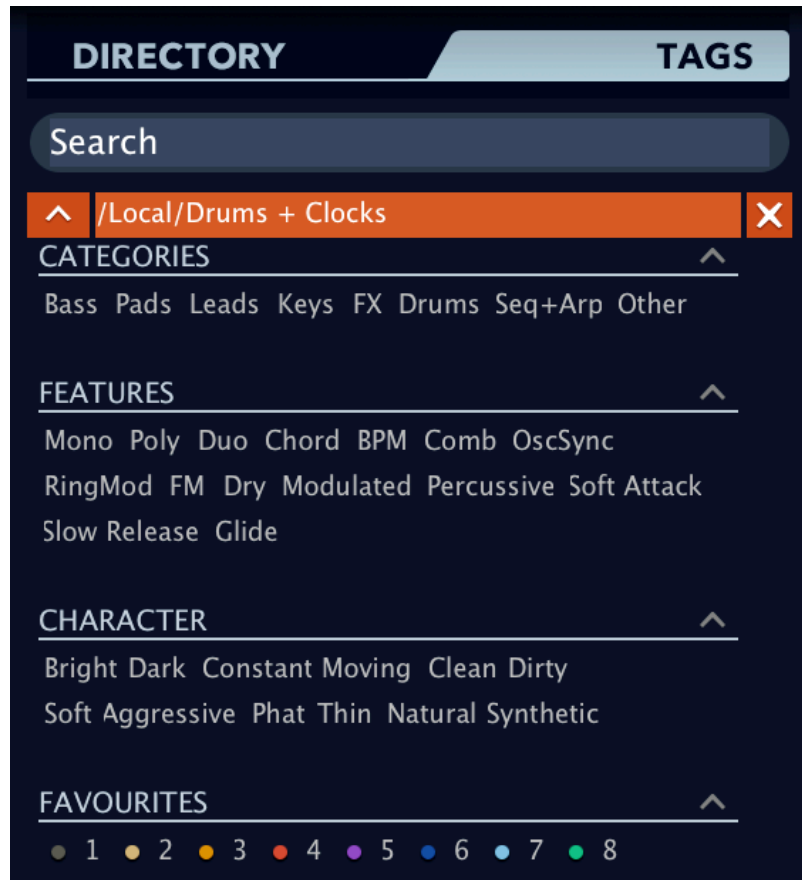 DIRECTORY TAGS
Search
/Local/Drums + Clocks
CATEGORIES
Bass Pads Leads Keys FX Drums Seq+Arp Other
FEATURES
Mono Poly Duo Chord BPM Comb OscSync
RingMod FM Dry Modulated Percussive Soft Attack
Slow Release Glide
CHARACTER
Bright Dark Constant Moving Clean Dirty
Soft Aggressive Phat Thin Natural Synthetic
FAVOURITES
1 2 3 4 5 6 7 8